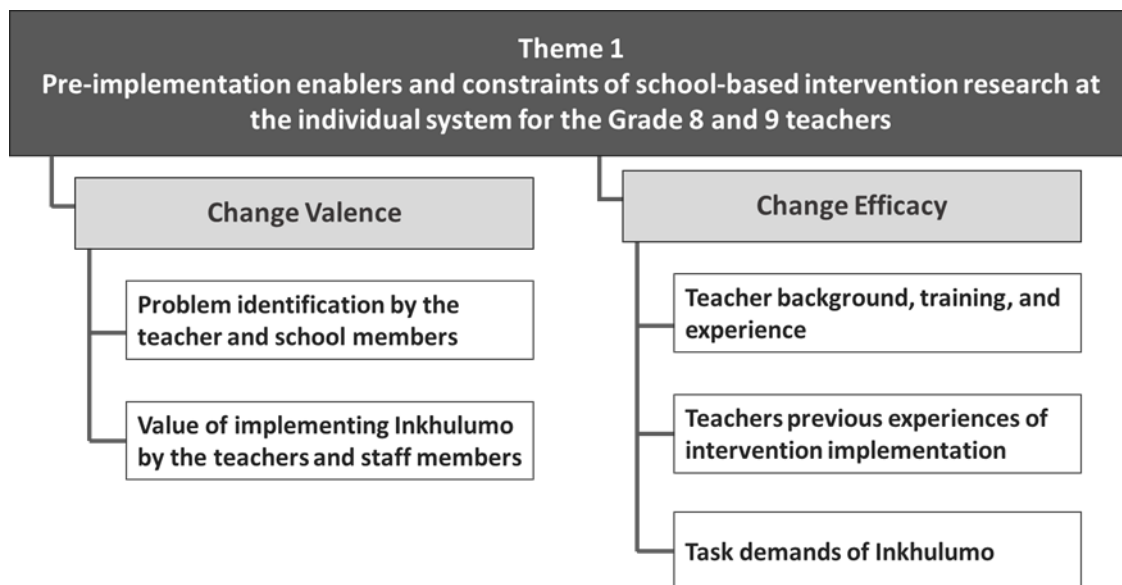 Theme 1
Pre-implementation enablers and constraints of school-based intervention research at
the individual system for the Grade 8 and 9 teachers
Change Valence
Problem identification by the
teacher and school members
Value of implementing Inkhulumo
by the teachers and staff members
Change Efficacy
Teacher background, training, and
experience
Teachers previous experiences of
intervention implementation
Task demands of Inkhulumo